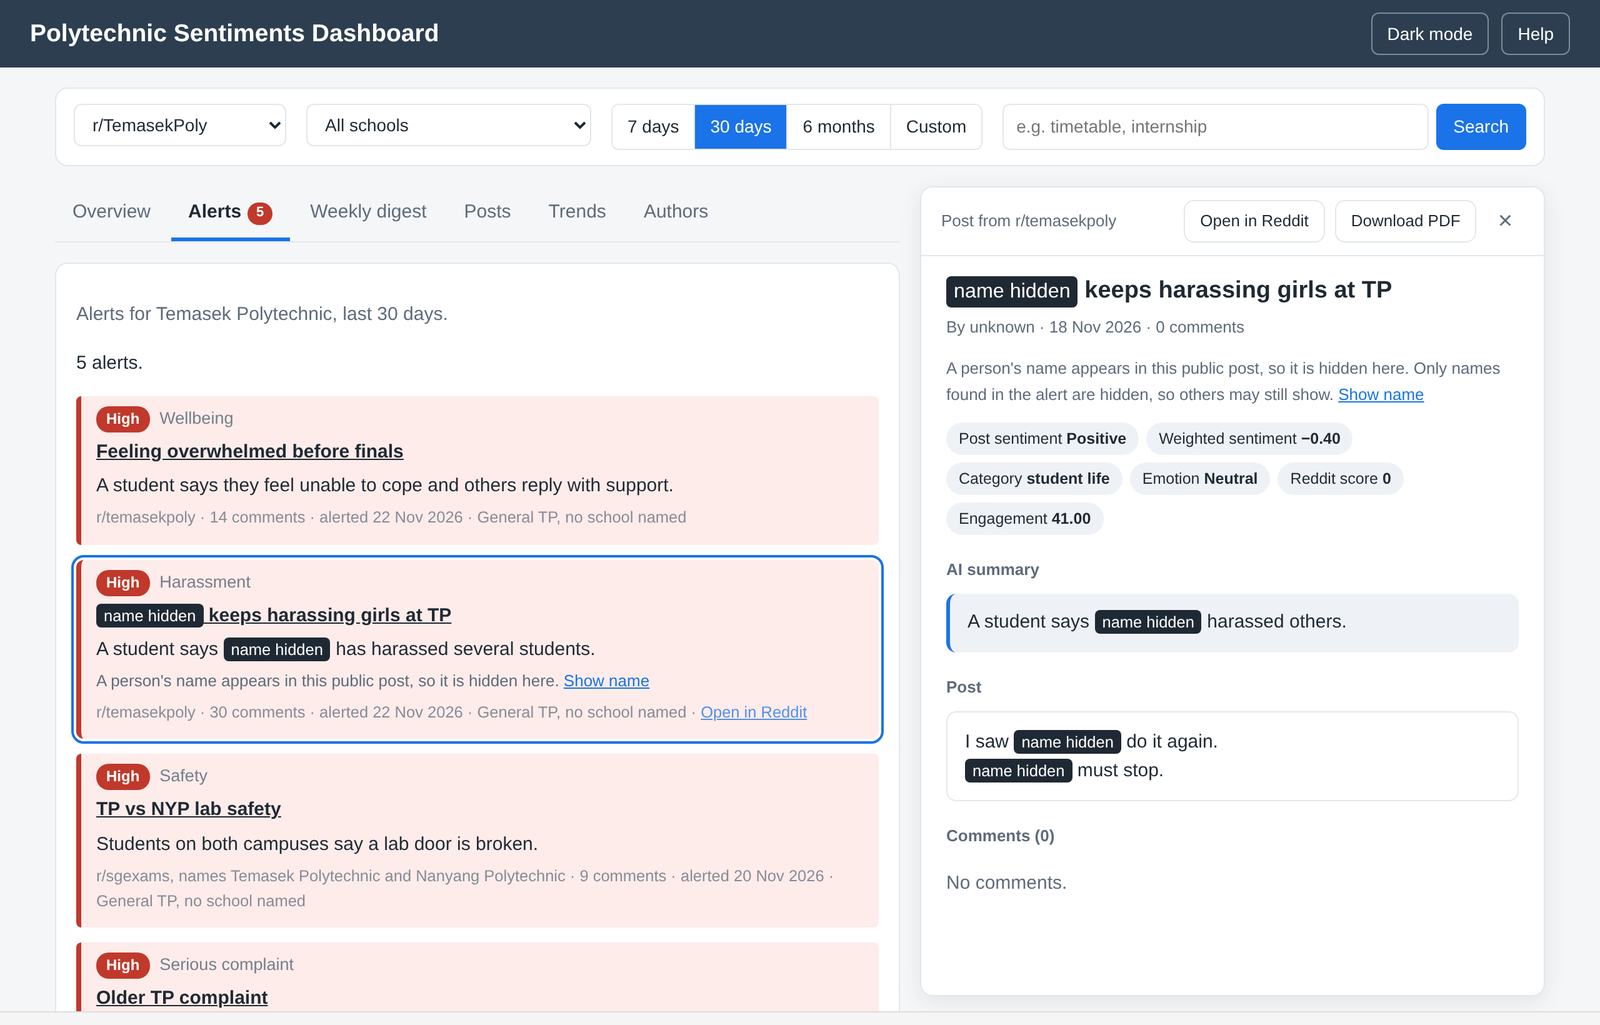 Polytechnic Sentiments Dashboard
Dark mode
Help
r/TemasekPoly
All schools
7 days
30 days
6 months
Custom
e.g. timetable, internship
Search
Overview
Alerts 5
Weekly digest
Posts
Trends
Authors
Alerts for Temasek Polytechnic, last 30 days.
5 alerts.
High Wellbeing
Feeling overwhelmed before finals
A student says they feel unable to cope and others reply with support.
r/temasekpoly · 14 comments · alerted 22 Nov 2026 · General TP, no school named
High Harassment
name hidden keeps harassing girls at TP
A student says name hidden has harassed several students.
A person's name appears in this public post, so it is hidden here. Show name
r/temasekpoly · 30 comments · alerted 22 Nov 2026 · General TP, no school named · Open in Reddit
High Safety
TP vs NYP lab safety
Students on both campuses say a lab door is broken.
r/sgexams, names Temasek Polytechnic and Nanyang Polytechnic · 9 comments · alerted 20 Nov 2026 ·
General TP, no school named
High Serious complaint
Older TP complaint
Post from r/temasekpoly
Open in Reddit
Download PDF
×
name hidden keeps harassing girls at TP
By unknown · 18 Nov 2026 · 0 comments
A person's name appears in this public post, so it is hidden here. Only names
found in the alert are hidden, so others may still show. Show name
Post sentiment Positive
Weighted sentiment −0.40
Category student life
Emotion Neutral
Reddit score 0
Engagement 41.00
AI summary
A student says name hidden harassed others.
Post
I saw name hidden do it again.
name hidden must stop.
Comments (0)
No comments.